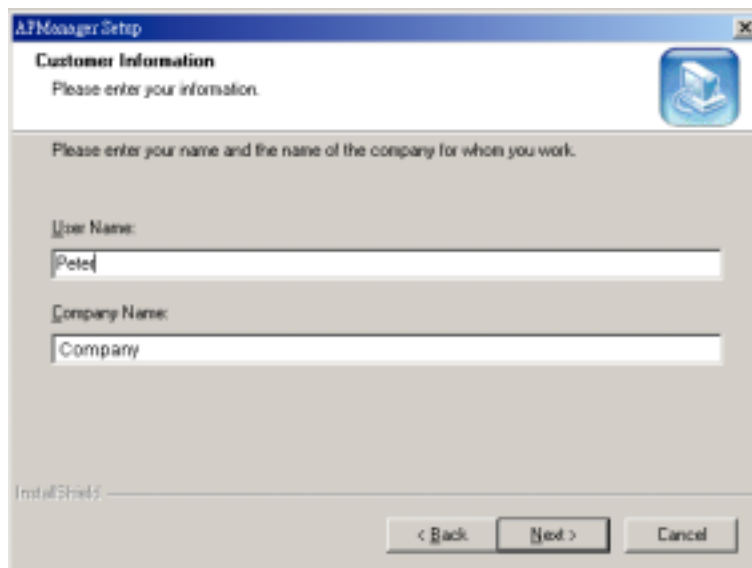 APManager Setup
Customer Information
Please enter your information.
Please enter your name and the name of the company for whom you work.
User Name:
Peter
Company Name:
Company
InstallShield
< Back
Next >
Cancel